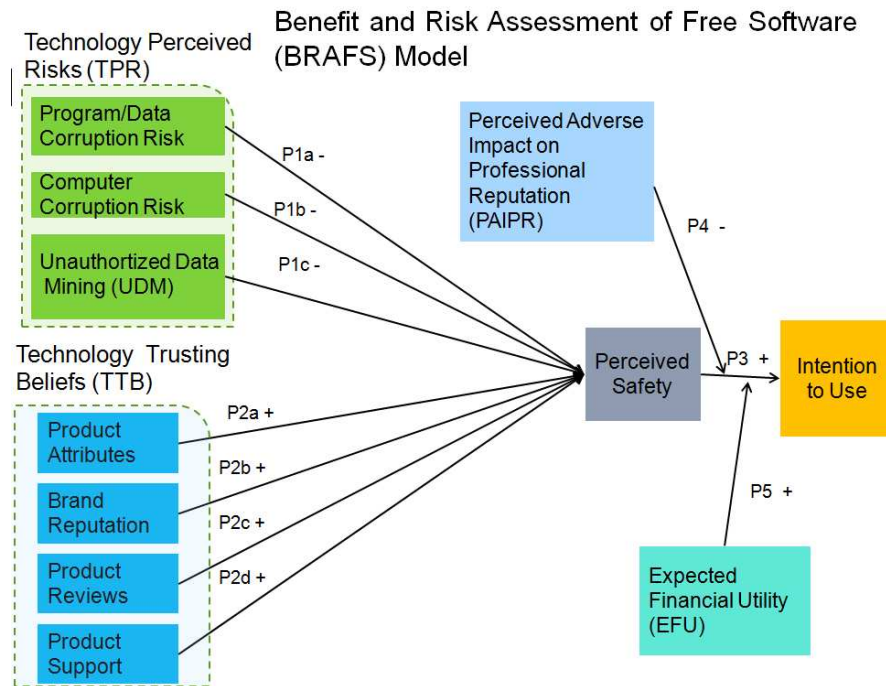 Benefit and Risk Assessment of Free Software
(BRAFS) Model
Technology Perceived
Risks (TPR)
Program/Data
Corruption Risk
Computer
Corruption Risk
Unauthortized Data
Mining (UDM)
P1a -
P1b -
P1c -
Perceived Adverse
Impact on
Professional
Reputation
(PAIPR)
P4 -
Technology Trusting
Beliefs (TTB)
Product
Attributes
Brand
Reputation
Product
Reviews
Product
Support
P2a +
P2b +
P2c +
P2d +
Perceived
Safety
P3 +
Intention
to Use
P5 +
Expected
Financial Utility
(EFU)